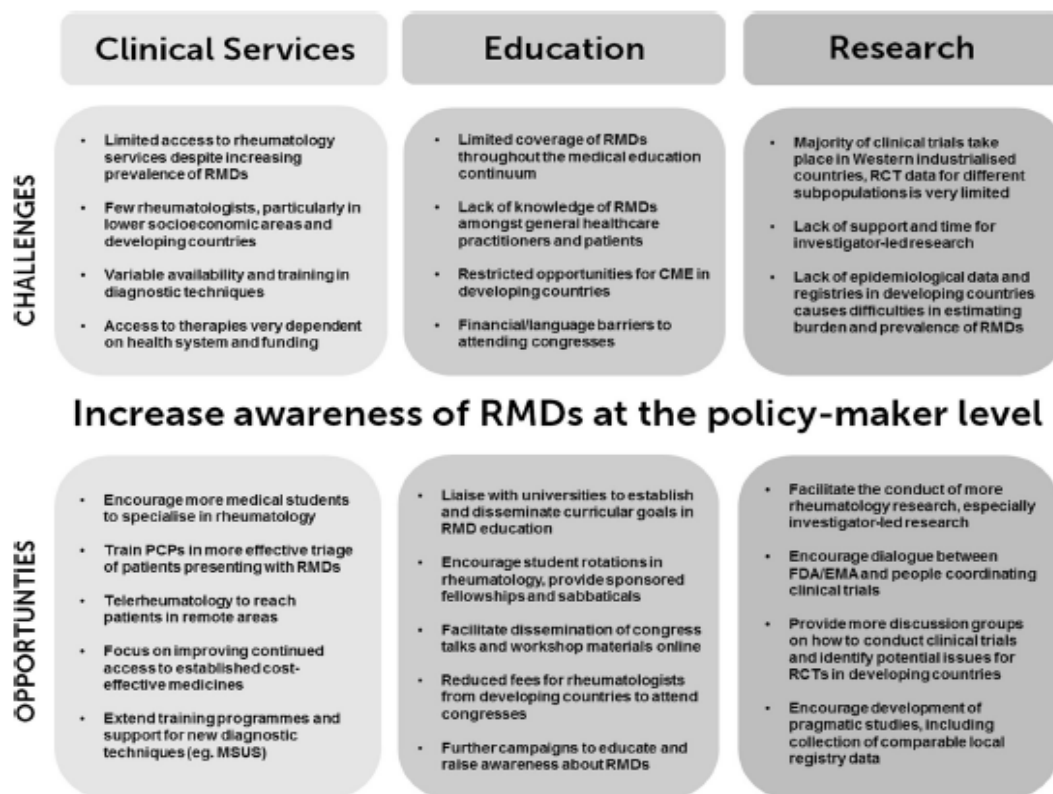 Clinical Services
Education
Research
CHALLENGES
• Limited access to rheumatology
services despite increasing
prevalence of RMDs
• Few rheumatologists, particularly in
lower socioeconomic areas and
developing countries
• Variable availability and training in
diagnostic techniques
• Access to therapies very dependent
on health system and funding
• Limited coverage of RMDs
throughout the medical education
continuum
• Lack of knowledge of RMDs
amongst general healthcare
practitioners and patients
• Restricted opportunities for CME in
developing countries
• Financial/language barriers to
attending congresses
• Majority of clinical trials take
place in Western industrialised
countries, RCT data for different
subpopulations is very limited
• Lack of support and time for
investigator-led research
• Lack of epidemiological data and
registries in developing countries
causes difficulties in estimating
burden and prevalence of RMDs
Increase awareness of RMDs at the policy-maker level
OPPORTUNTIES
• Encourage more medical students
to specialise in rheumatology
• Train PCPs in more effective triage
of patients presenting with RMDs
• Telerheumatology to reach
patients in remote areas
• Focus on improving continued
access to established cost-
effective medicines
• Extend training programmes and
support for new diagnostic
techniques (eg. MSUS)
• Liaise with universities to establish
and disseminate curricular goals in
RMD education
• Encourage student rotations in
rheumatology, provide sponsored
fellowships and sabbaticals
• Facilitate dissemination of congress
talks and workshop materials online
• Reduced fees for rheumatologists
from developing countries to attend
congresses
• Further campaigns to educate and
raise awareness about RMDs
• Facilitate the conduct of more
rheumatology research, especially
investigator-led research
• Encourage dialogue between
FDA/EMA and people coordinating
clinical trials
• Provide more discussion groups
on how to conduct clinical trials
and identify potential issues for
RCTs in developing countries
• Encourage development of
pragmatic studies, including
collection of comparable local
registry data